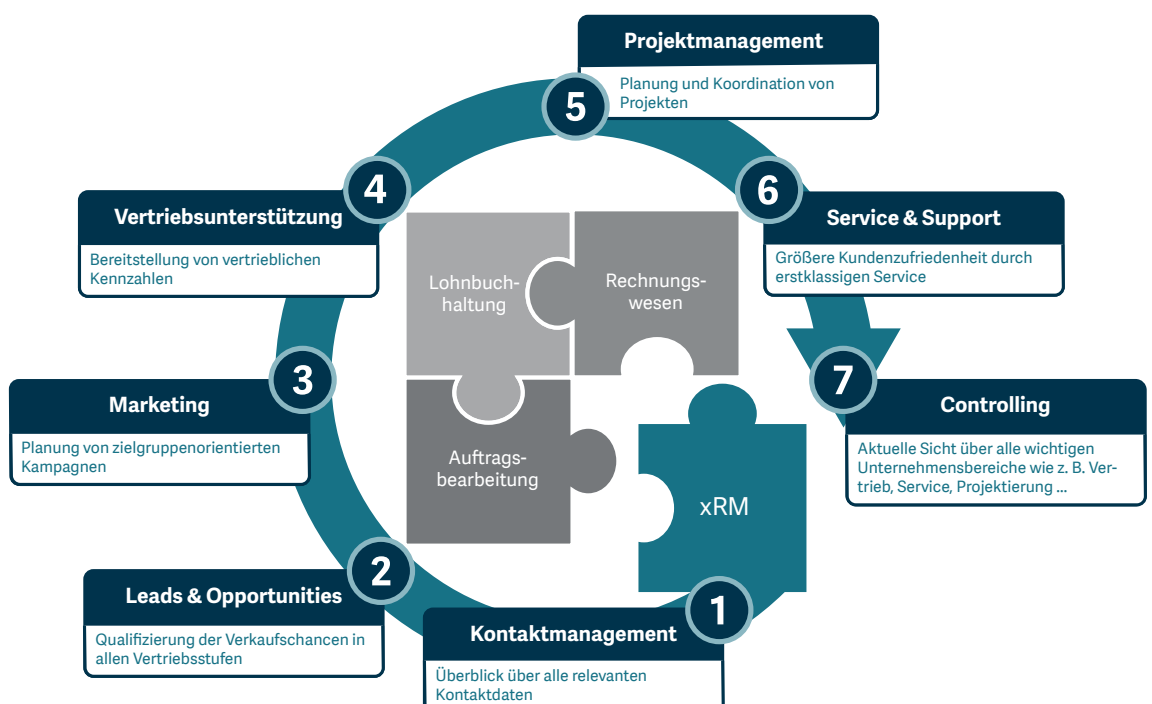 5
Projektmanagement
Planung und Koordination von
Projekten
4
Vertriebsunterstützung
Bereitstellung von vertrieblichen
Kennzahlen
6
Service & Support
Größere Kundenzufriedenheit durch
erstklassigen Service
Lohnbuch-
haltung
Rechnungs-
wesen
3
Marketing
Planung von zielgruppenorientierten
Kampagnen
7
Controlling
Aktuelle Sicht über alle wichtigen
Unternehmensbereiche wie z. B. Ver-
trieb, Service, Projektierung ...
Auftrags-
bearbeitung
xRM
2
Leads & Opportunities
Qualifizierung der Verkaufschancen in
allen Vertriebsstufen
1
Kontaktmanagement
Überblick über alle relevanten
Kontaktdaten